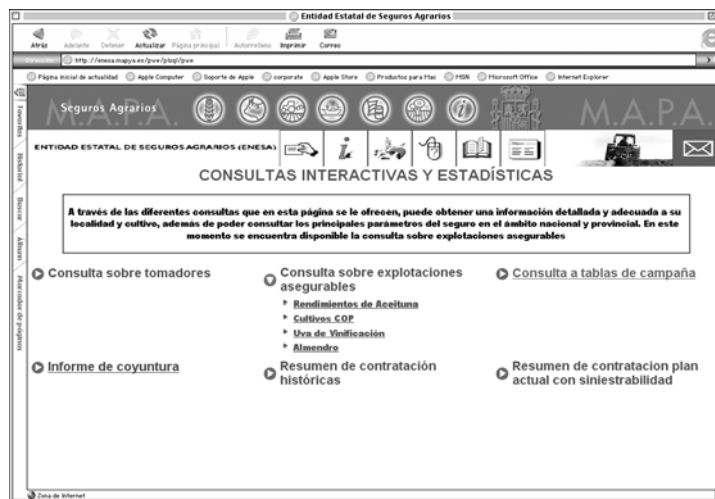 Entidad Estatal de Seguros Agrarios
Atrás Adelante Detener Actualizar Página principal Autorrelleno Imprimir Correo
http://enesa.mapya.es/pwe/plsql/pwe
Página inicial de actualidad Apple Computer Soporte de Apple corporate Apple Store Productos para Mac MSN Microsoft Office Internet Explorer
Favoritos
Historial
Buscar
Álbum
Marcador de páginas
M.A.P.A.
Seguros Agrarios
M.A.P.A.
ENTIDAD ESTATAL DE SEGUROS AGRARIOS (ENESA)
CONSULTAS INTERACTIVAS Y ESTADÍSTICAS
A través de las diferentes consultas que en esta página se le ofrecen, puede obtener una información detallada y adecuada a su
localidad y cultivo, además de poder consultar los principales parámetros del seguro en el ámbito nacional y provincial. En este
momento se encuentra disponible la consulta sobre explotaciones asegurables
Consulta sobre tomadores
Consulta sobre explotaciones
asegurables
Rendimientos de Aceituna
Cultivos COP
Uva de Vinificación
Almendro
Consulta a tablas de campaña
Informe de coyuntura
Resumen de contratación
históricas
Resumen de contratacion plan
actual con siniestrabilidad
Zona de Internet